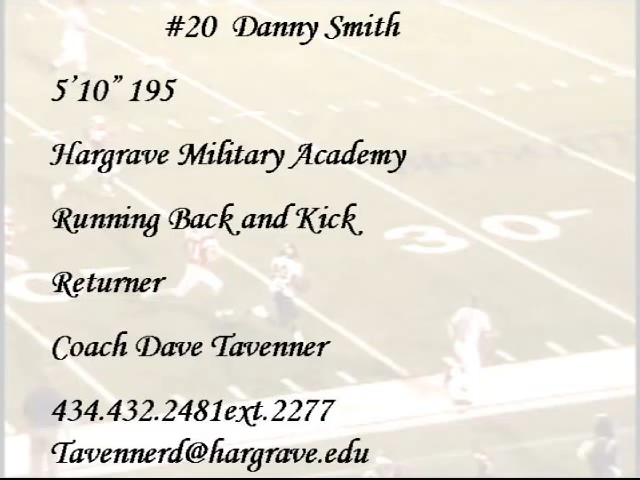 #20 Danny Smith
5'10" 195
Hargrave Military Academy
Running Back and Kick
Returner
Coach Dave Tavenner
434.432.2481ext.2277
Tavennerd@hargrave.edu
30